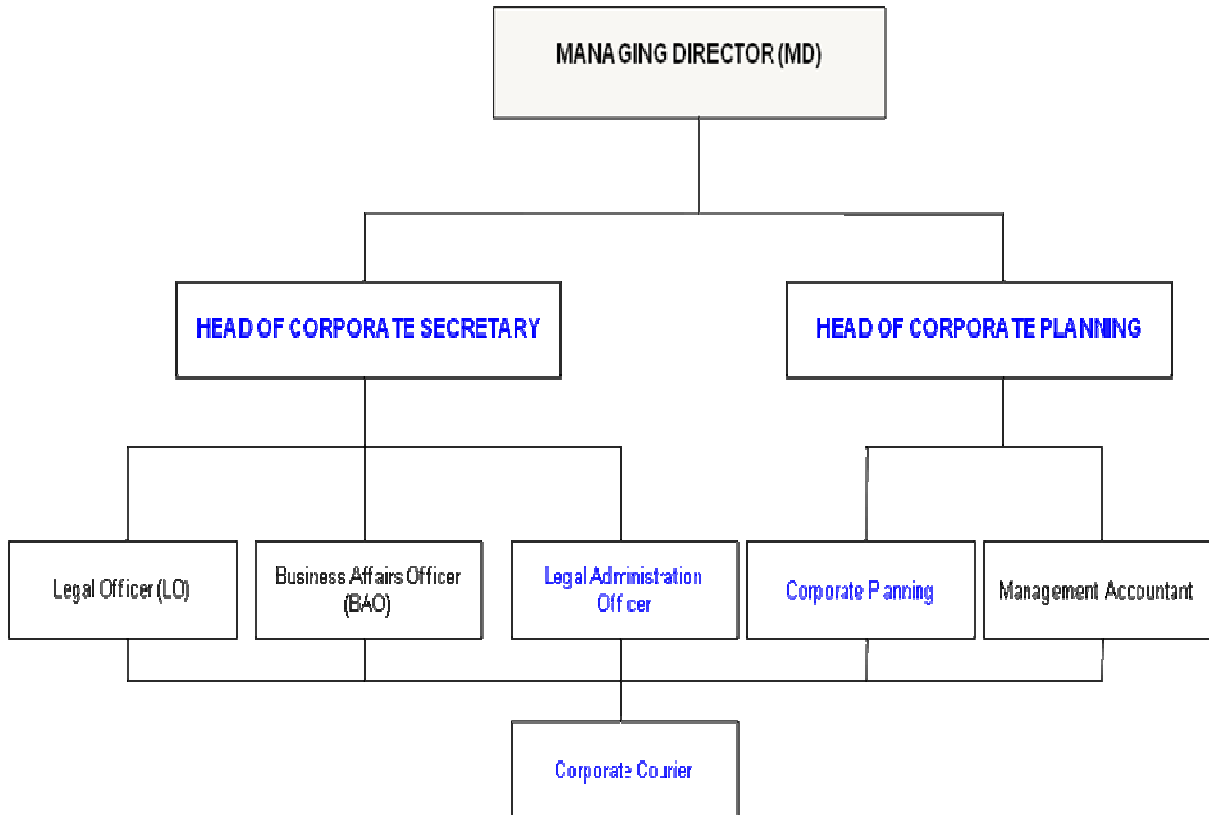 MANAGING DIRECTOR (MD)
HEAD OF CORPORATE SECRETARY
HEAD OF CORPORATE PLANNING
Legal Officer (LO)
Business Affairs Officer
(BAO)
Legal Administration
Officer
Corporate Planning
Management Accountant
Corporate Courier